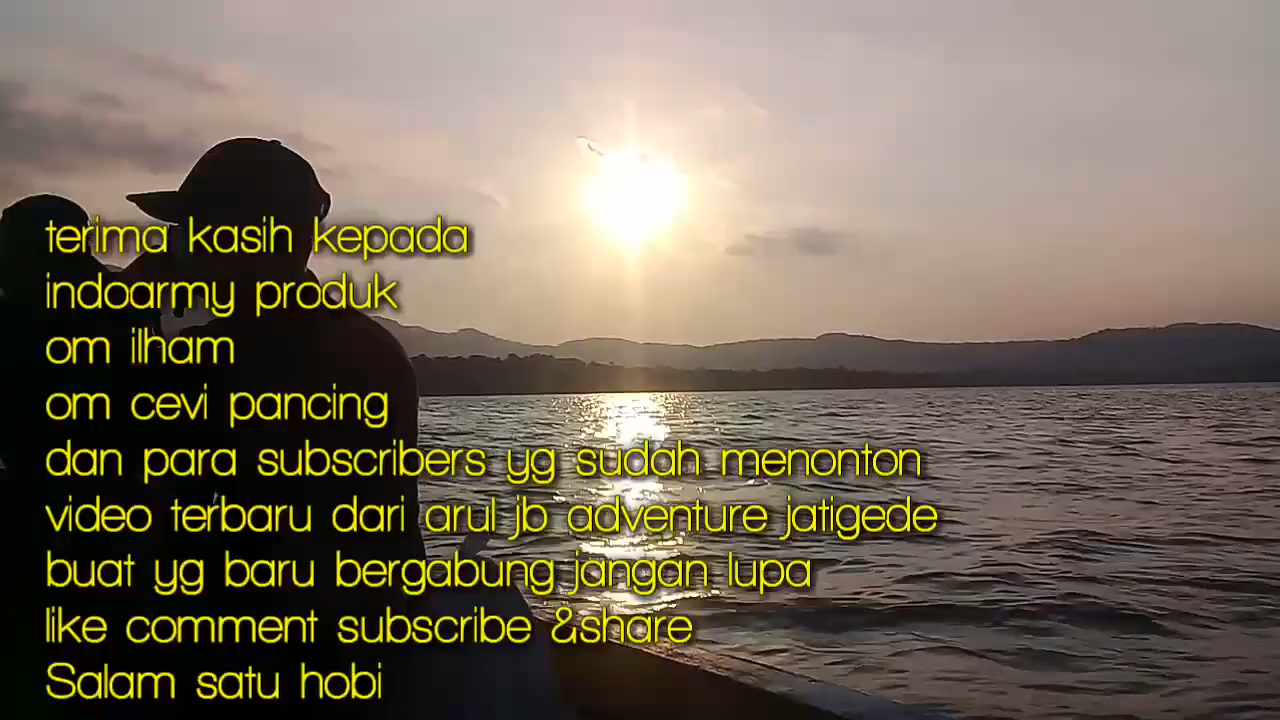 terima kasih kepada
indoarmy produk
om ilham
om cevi pancing
dan para subscribers yg sudah menonton
video terbaru dari arul jb adventure jatigede
buat yg baru bergabung jangan lupa
like comment subscribe &share
Salam satu hobi